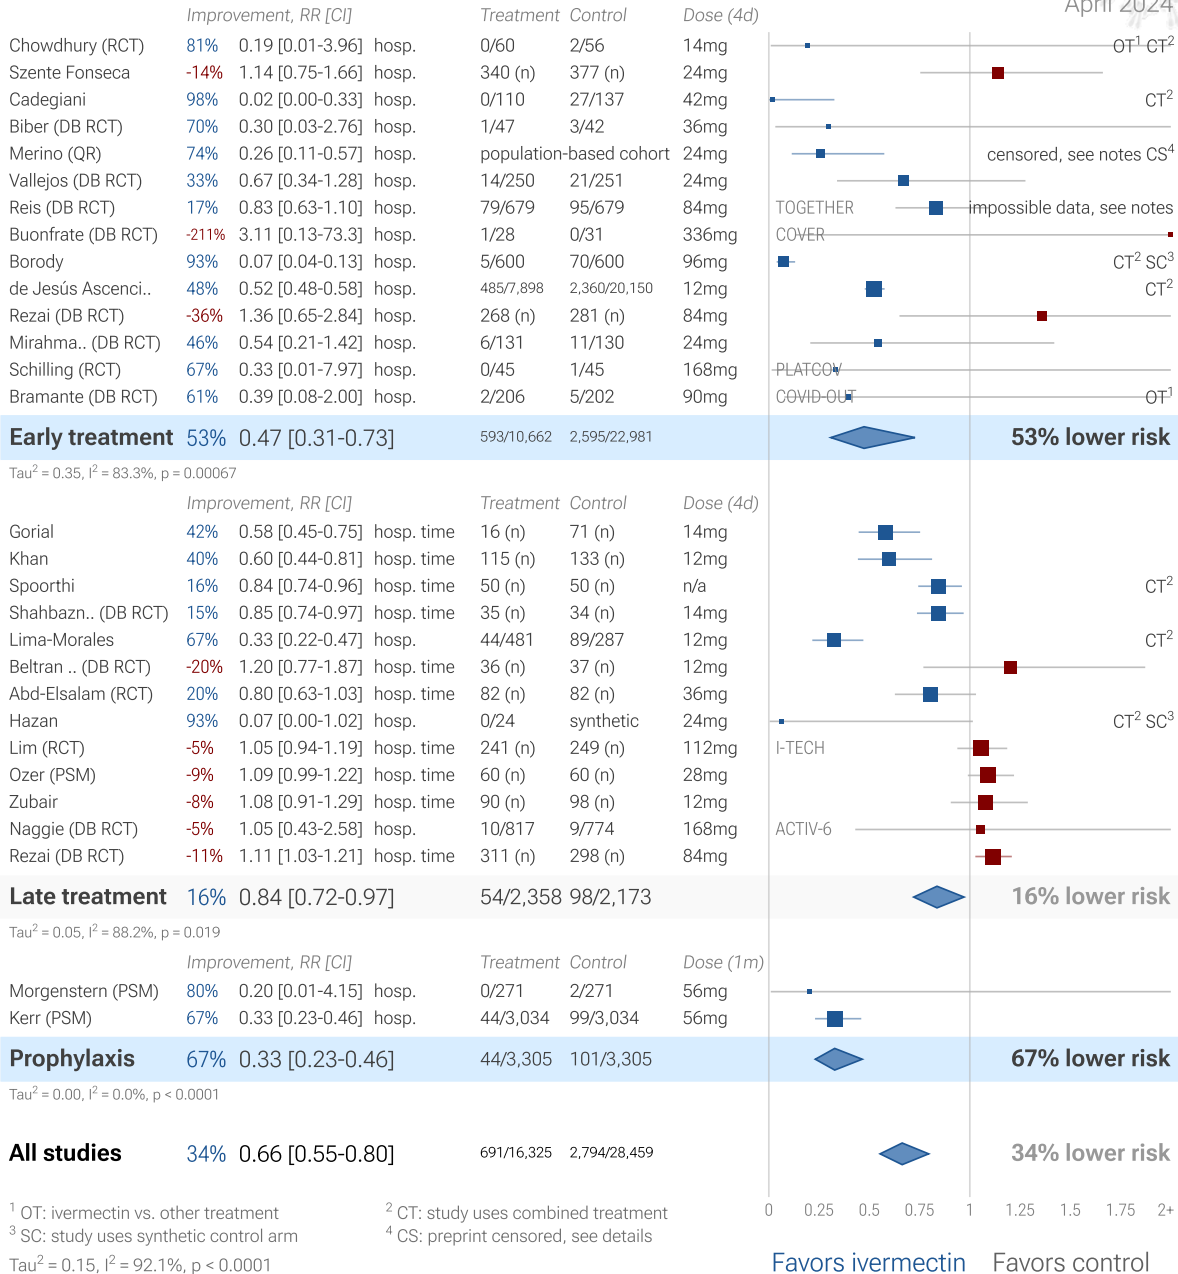 April 2024
Improvement, RR [CI] Treatment Control Dose (4d)
Chowdhury (RCT) 81% 0.19 [0.01-3.96] hosp. 0/60 2/56 14mg OT1 CT2
Szente Fonseca -14% 1.14 [0.75-1.66] hosp. 340 (n) 377 (n) 24mg
Cadegiani 98% 0.02 [0.00-0.33] hosp. 0/110 27/137 42mg CT2
Biber (DB RCT) 70% 0.30 [0.03-2.76] hosp. 1/47 3/42 36mg
Merino (QR) 74% 0.26 [0.11-0.57] hosp. population-based cohort 24mg censored, see notes CS4
Vallejos (DB RCT) 33% 0.67 [0.34-1.28] hosp. 14/250 21/251 24mg
Reis (DB RCT) 17% 0.83 [0.63-1.10] hosp. 79/679 95/679 84mg TOGETHER impossible data, see notes
Buonfrate (DB RCT) -211% 3.11 [0.13-73.3] hosp. 1/28 0/31 336mg COVER
Borody 93% 0.07 [0.04-0.13] hosp. 5/600 70/600 96mg CT2 SC3
de Jesús Ascenci.. 48% 0.52 [0.48-0.58] hosp. 485/7,898 2,360/20,150 12mg CT2
Rezai (DB RCT) -36% 1.36 [0.65-2.84] hosp. 268 (n) 281 (n) 84mg
Mirahma.. (DB RCT) 46% 0.54 [0.21-1.42] hosp. 6/131 11/130 24mg
Schilling (RCT) 67% 0.33 [0.01-7.97] hosp. 0/45 1/45 168mg PLATCOV
Bramante (DB RCT) 61% 0.39 [0.08-2.00] hosp. 2/206 5/202 90mg COVID-OUT OT1
Early treatment 53% 0.47 [0.31-0.73] 593/10,662 2,595/22,981 53% lower risk
Tau2 = 0.35, I2 = 83.3%, p = 0.00067
Improvement, RR [CI] Treatment Control Dose (4d)
Gorial 42% 0.58 [0.45-0.75] hosp. time 16 (n) 71 (n) 14mg
Khan 40% 0.60 [0.44-0.81] hosp. time 115 (n) 133 (n) 12mg
Spoorthi 16% 0.84 [0.74-0.96] hosp. time 50 (n) 50 (n) n/a CT2
Shahbazn.. (DB RCT) 15% 0.85 [0.74-0.97] hosp. time 35 (n) 34 (n) 14mg
Lima-Morales 67% 0.33 [0.22-0.47] hosp. 44/481 89/287 12mg CT2
Beltran .. (DB RCT) -20% 1.20 [0.77-1.87] hosp. time 36 (n) 37 (n) 12mg
Abd-Elsalam (RCT) 20% 0.80 [0.63-1.03] hosp. time 82 (n) 82 (n) 36mg
Hazan 93% 0.07 [0.00-1.02] hosp. 0/24 synthetic 24mg CT2 SC3
Lim (RCT) -5% 1.05 [0.94-1.19] hosp. time 241 (n) 249 (n) 112mg I-TECH
Ozer (PSM) -9% 1.09 [0.99-1.22] hosp. time 60 (n) 60 (n) 28mg
Zubair -8% 1.08 [0.91-1.29] hosp. time 90 (n) 98 (n) 12mg
Naggie (DB RCT) -5% 1.05 [0.43-2.58] hosp. 10/817 9/774 168mg ACTIV-6
Rezai (DB RCT) -11% 1.11 [1.03-1.21] hosp. time 311 (n) 298 (n) 84mg
Late treatment 16% 0.84 [0.72-0.97] 54/2,358 98/2,173 16% lower risk
Tau2 = 0.05, I2 = 88.2%, p = 0.019
Improvement, RR [CI] Treatment Control Dose (1m)
Morgenstern (PSM) 80% 0.20 [0.01-4.15] hosp. 0/271 2/271 56mg
Kerr (PSM) 67% 0.33 [0.23-0.46] hosp. 44/3,034 99/3,034 56mg
Prophylaxis 67% 0.33 [0.23-0.46] 44/3,305 101/3,305 67% lower risk
Tau2 = 0.00, I2 = 0.0%, p < 0.0001
All studies 34% 0.66 [0.55-0.80] 691/16,325 2,794/28,459 34% lower risk
0 0.25 0.5 0.75 1 1.25 1.5 1.75 2+
1 OT: ivermectin vs. other treatment 2 CT: study uses combined treatment
3 SC: study uses synthetic control arm 4 CS: preprint censored, see details
Tau2 = 0.15, I2 = 92.1%, p < 0.0001 Favors ivermectin Favors control